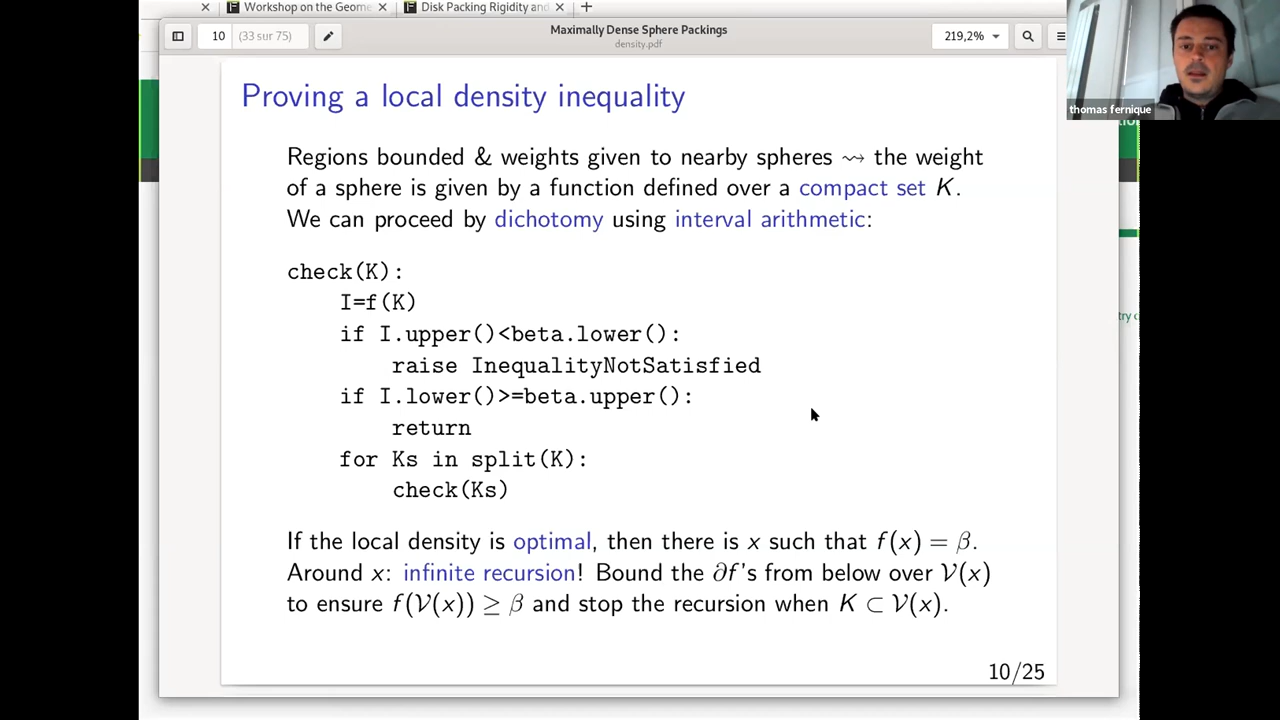 Workshop on the Geome
Disk Packing Rigidity and
10 (33 sur 75)
Maximally Dense Sphere Packings
density.pdf
219,2%
thomas fernique
Proving a local density inequality
Regions bounded & weights given to nearby spheres ⇝ the weight
of a sphere is given by a function defined over a compact set K.
We can proceed by dichotomy using interval arithmetic:
check(K):
I=f(K)
if I.upper()<beta.lower():
raise InequalityNotSatisfied
if I.lower()>=beta.upper():
return
for Ks in split(K):
check(Ks)
If the local density is optimal, then there is x such that f(x) = β.
Around x: infinite recursion! Bound the ∂f's from below over 𝒱(x)
to ensure f(𝒱(x)) ≥ β and stop the recursion when K ⊂ 𝒱(x).
10/25